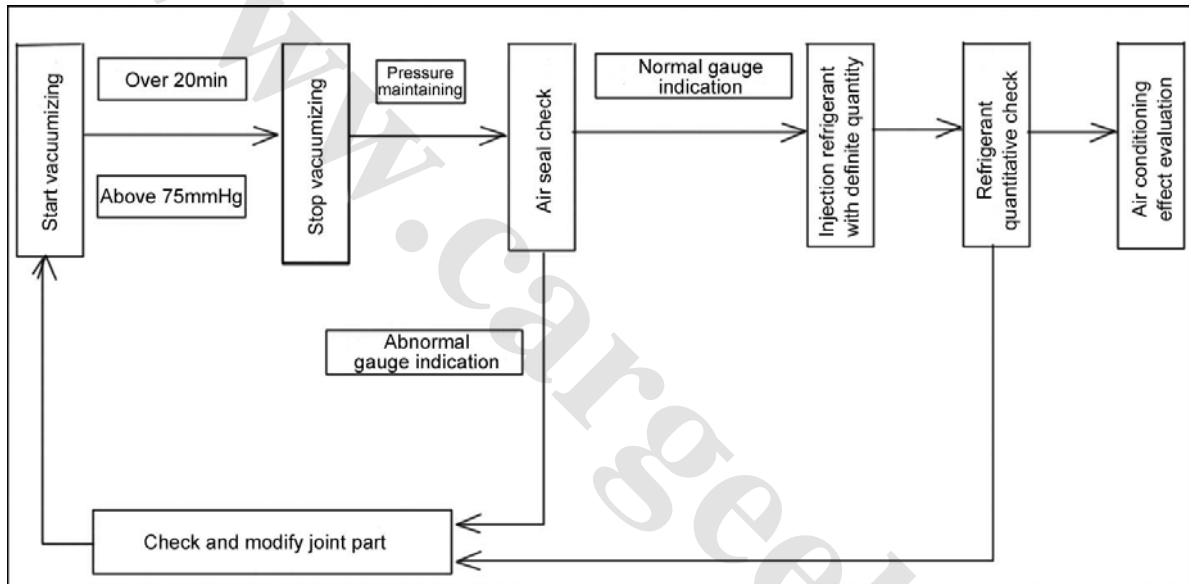 Start vacuumizing
Over 20min
Above 75mmHg
Stop vacuumizing
Pressure
maintaining
Air seal check
Normal gauge
indication
Injection refrigerant
with definite quantity
Refrigerant
quantitative check
Air conditioning
effect evaluation
Abnormal
gauge indication
Check and modify joint part
www.cargee